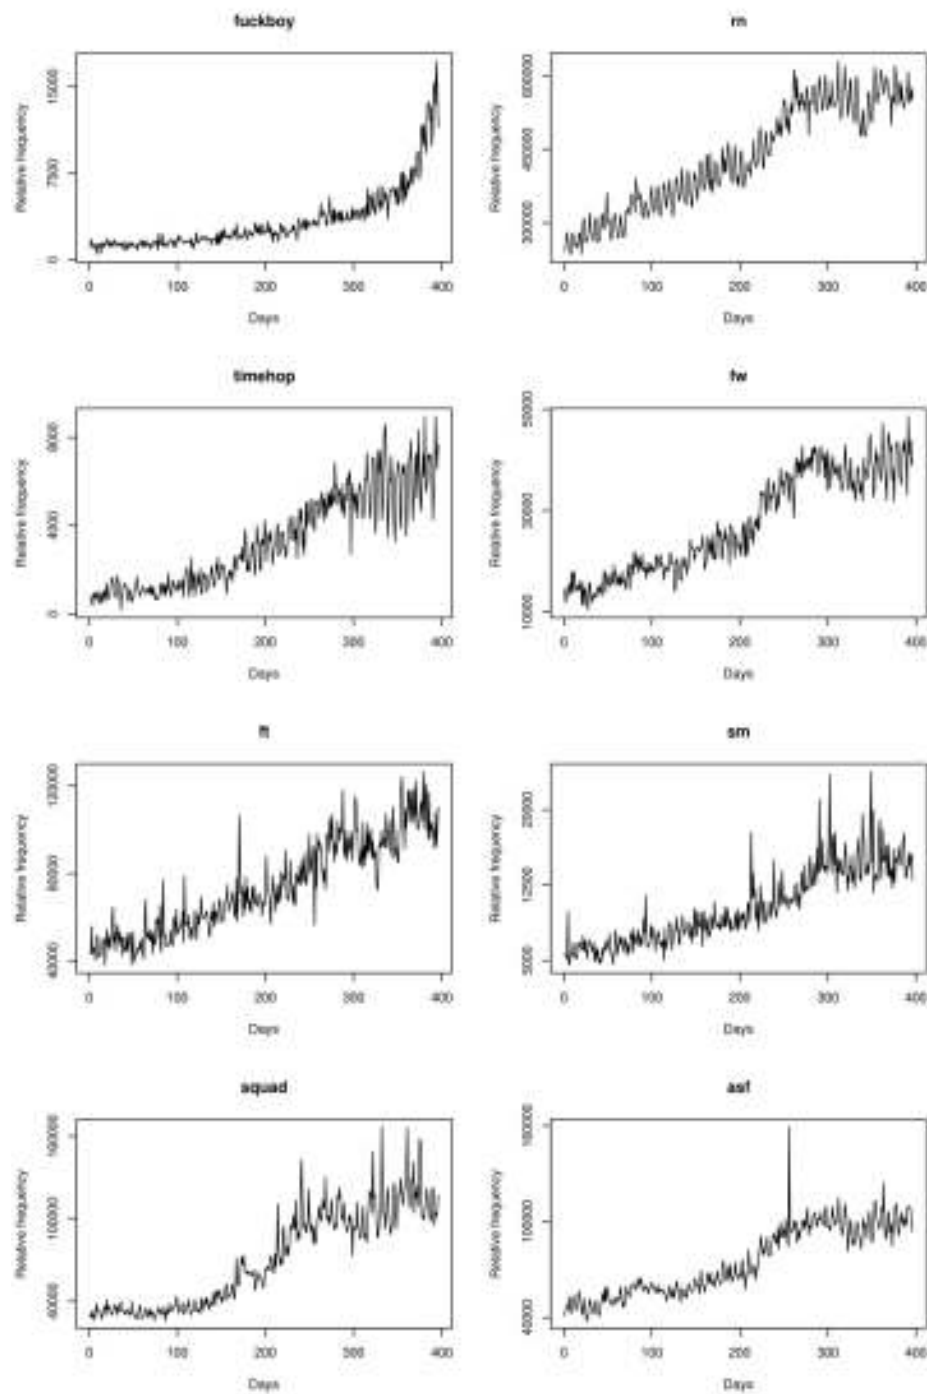 fuckboy
Relative frequency
15000
7500
0
0 100 200 300 400
Days
rn
Relative frequency
600000
450000
300000
0 100 200 300 400
Days
timehop
Relative frequency
8000
4000
0
0 100 200 300 400
Days
fw
Relative frequency
50000
30000
10000
0 100 200 300 400
Days
ft
Relative frequency
120000
80000
40000
0 100 200 300 400
Days
sm
Relative frequency
20000
12500
5000
0 100 200 300 400
Days
squad
Relative frequency
160000
100000
40000
0 100 200 300 400
Days
asf
Relative frequency
160000
100000
40000
0 100 200 300 400
Days